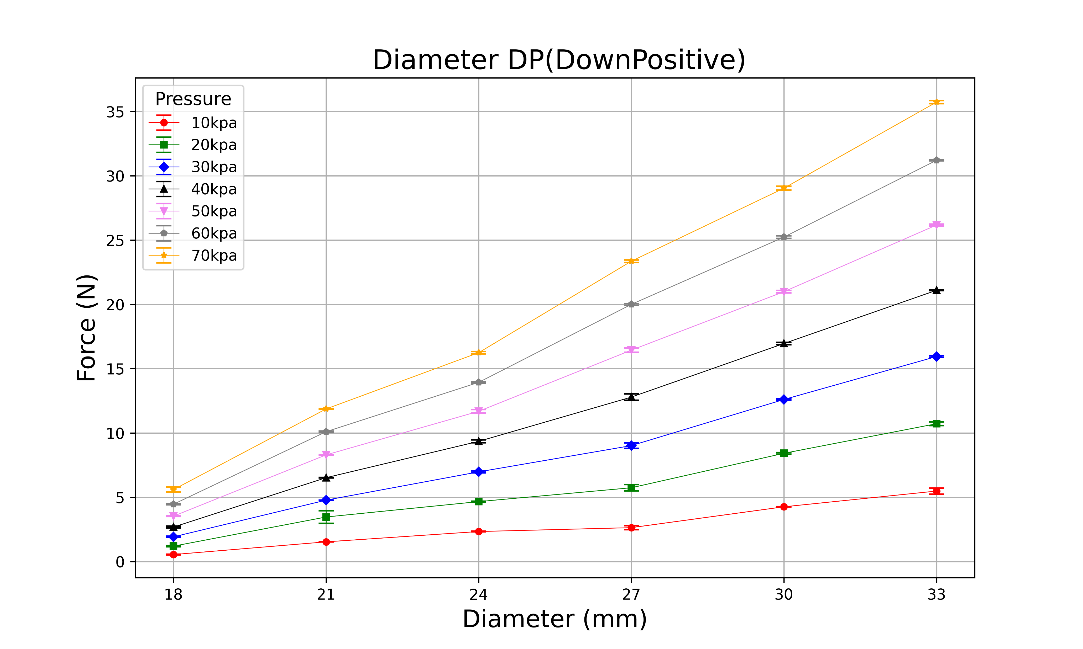 Diameter DP(DownPositive)
Pressure
10kpa
20kpa
30kpa
40kpa
50kpa
60kpa
70kpa
35
30
25
20
15
10
5
0
Force (N)
18 21 24 27 30 33
Diameter (mm)